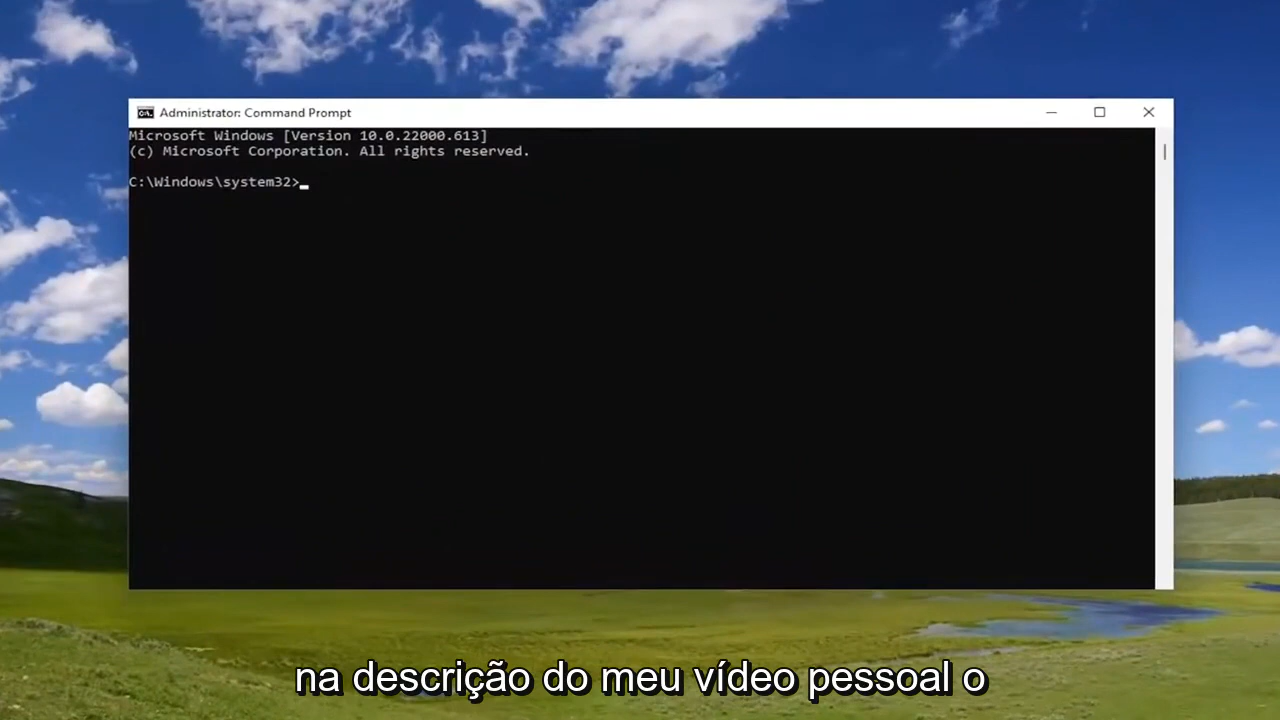 Administrator: Command Prompt
Microsoft Windows [Version 10.0.22000.613]
(c) Microsoft Corporation. All rights reserved.
C:\Windows\system32>
na descrição do meu vídeo pessoal o